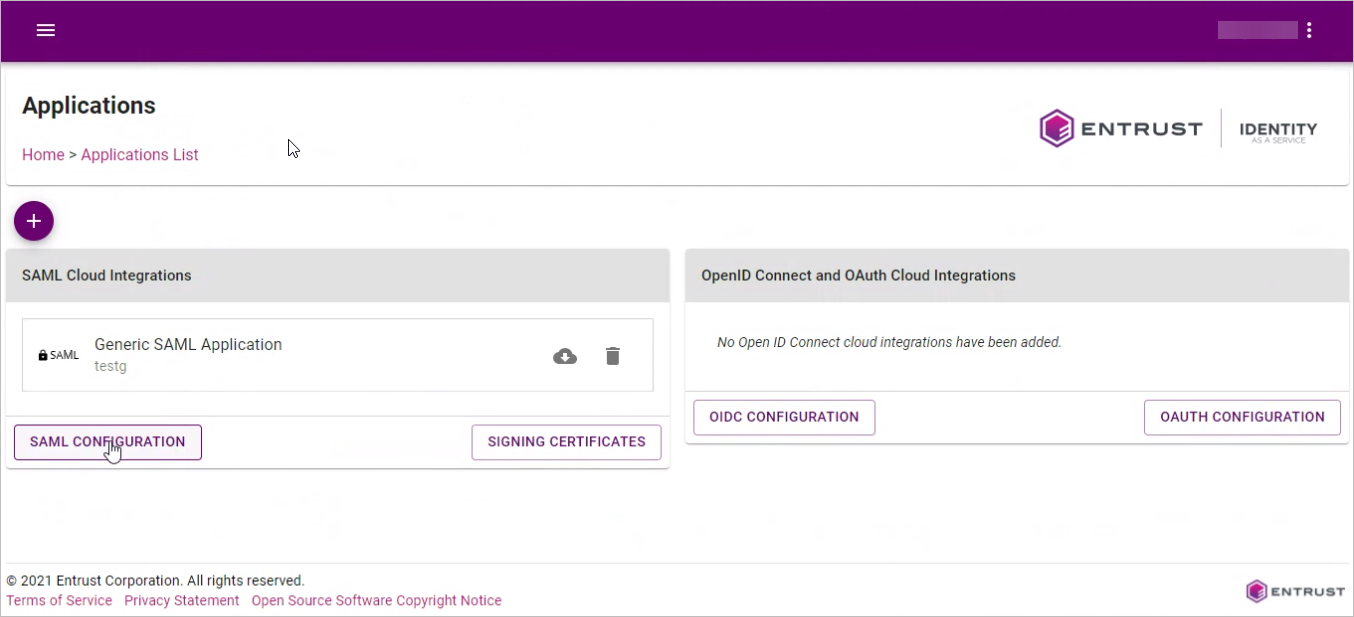 Applications
ENTRUST
IDENTITY
AS A SERVICE
Home > Applications List
SAML Cloud Integrations
OpenID Connect and OAuth Cloud Integrations
SAML
Generic SAML Application
testg
No Open ID Connect cloud integrations have been added.
OIDC CONFIGURATION
OAUTH CONFIGURATION
SAML CONFIGURATION
SIGNING CERTIFICATES
© 2021 Entrust Corporation. All rights reserved.
Terms of Service Privacy Statement Open Source Software Copyright Notice
ENTRUST